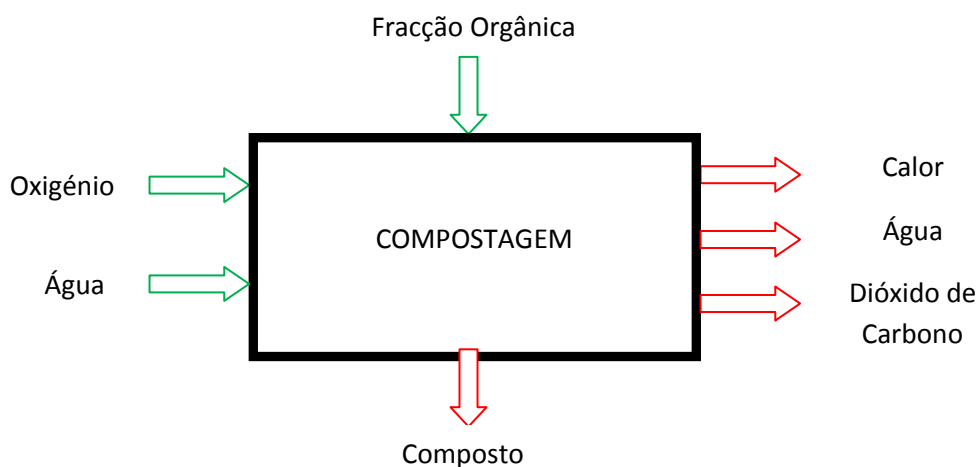 Fracção Orgânica
Oxigénio
Água
COMPOSTAGEM
Calor
Água
Dióxido de
Carbono
Composto